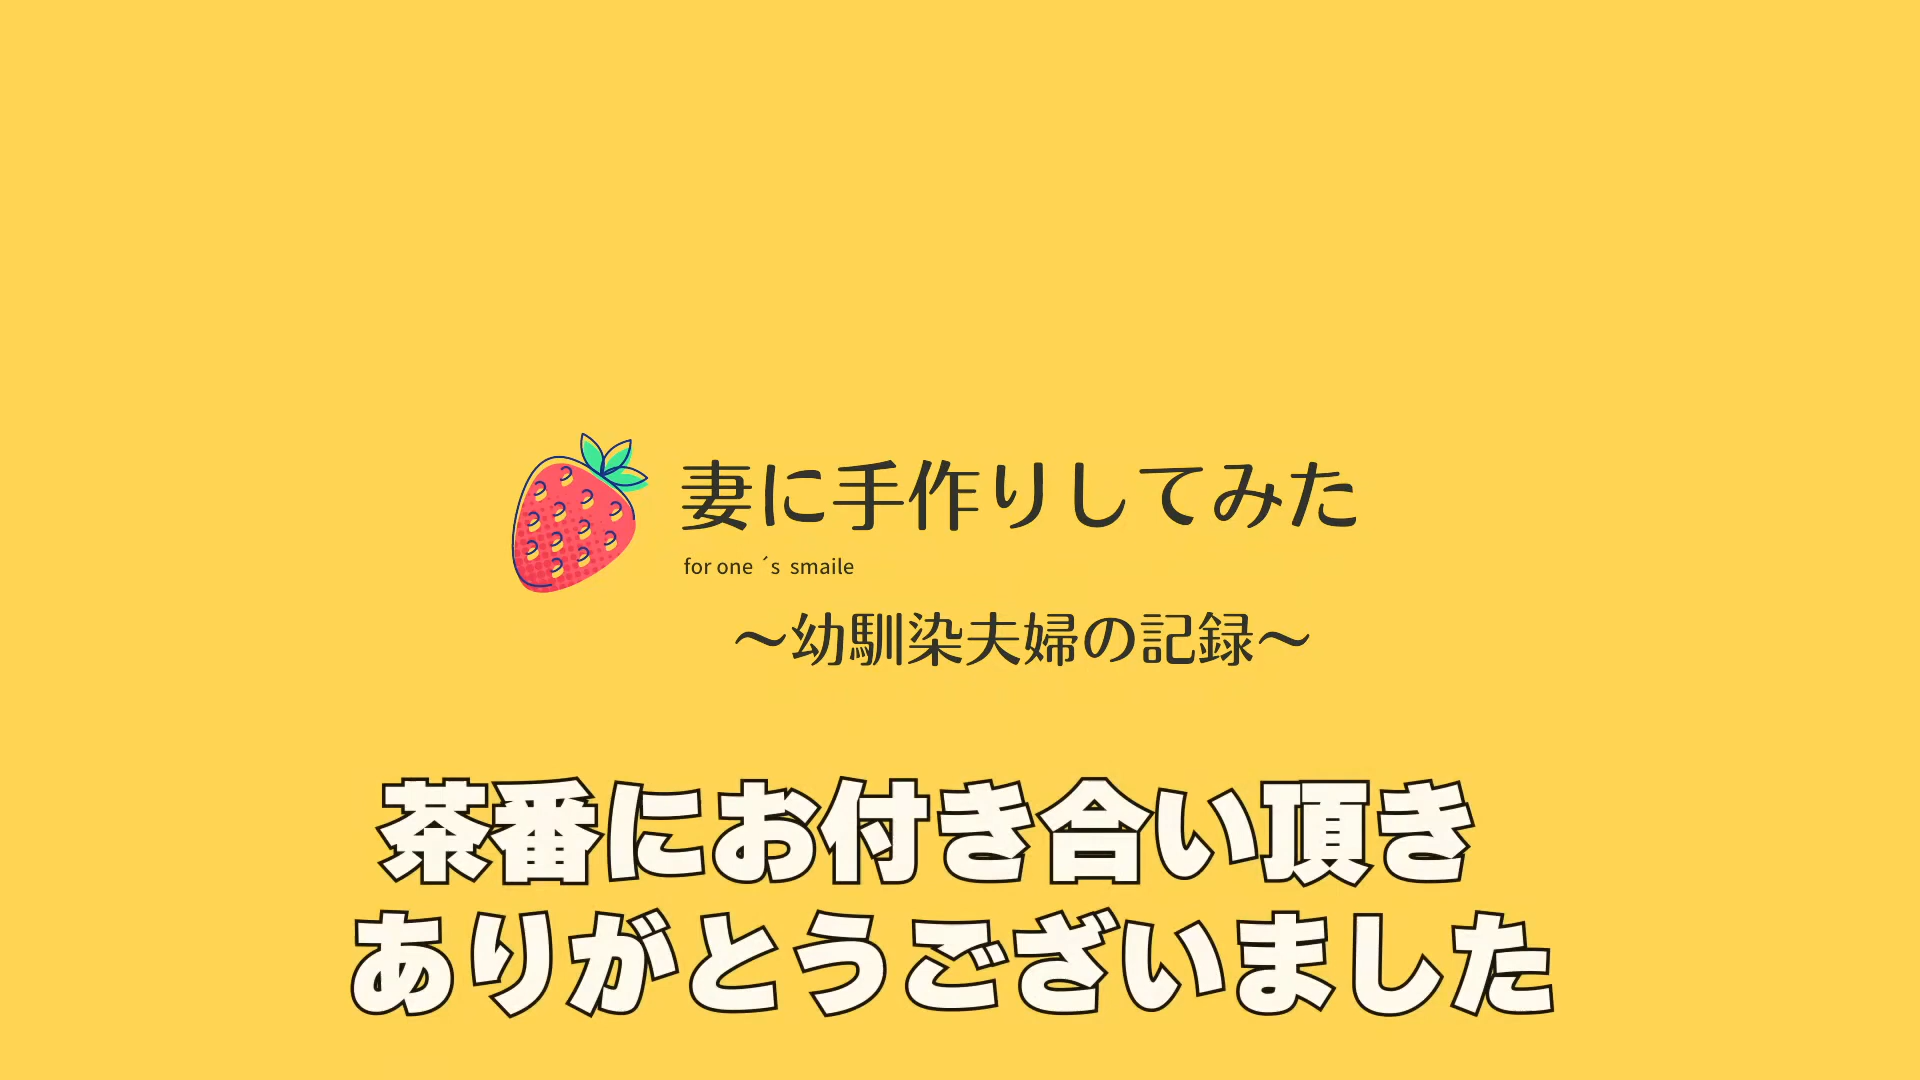 妻に手作りしてみた
for one ´s smaile
～幼馴染夫婦の記録～
茶番にお付き合い頂き
ありがとうございました